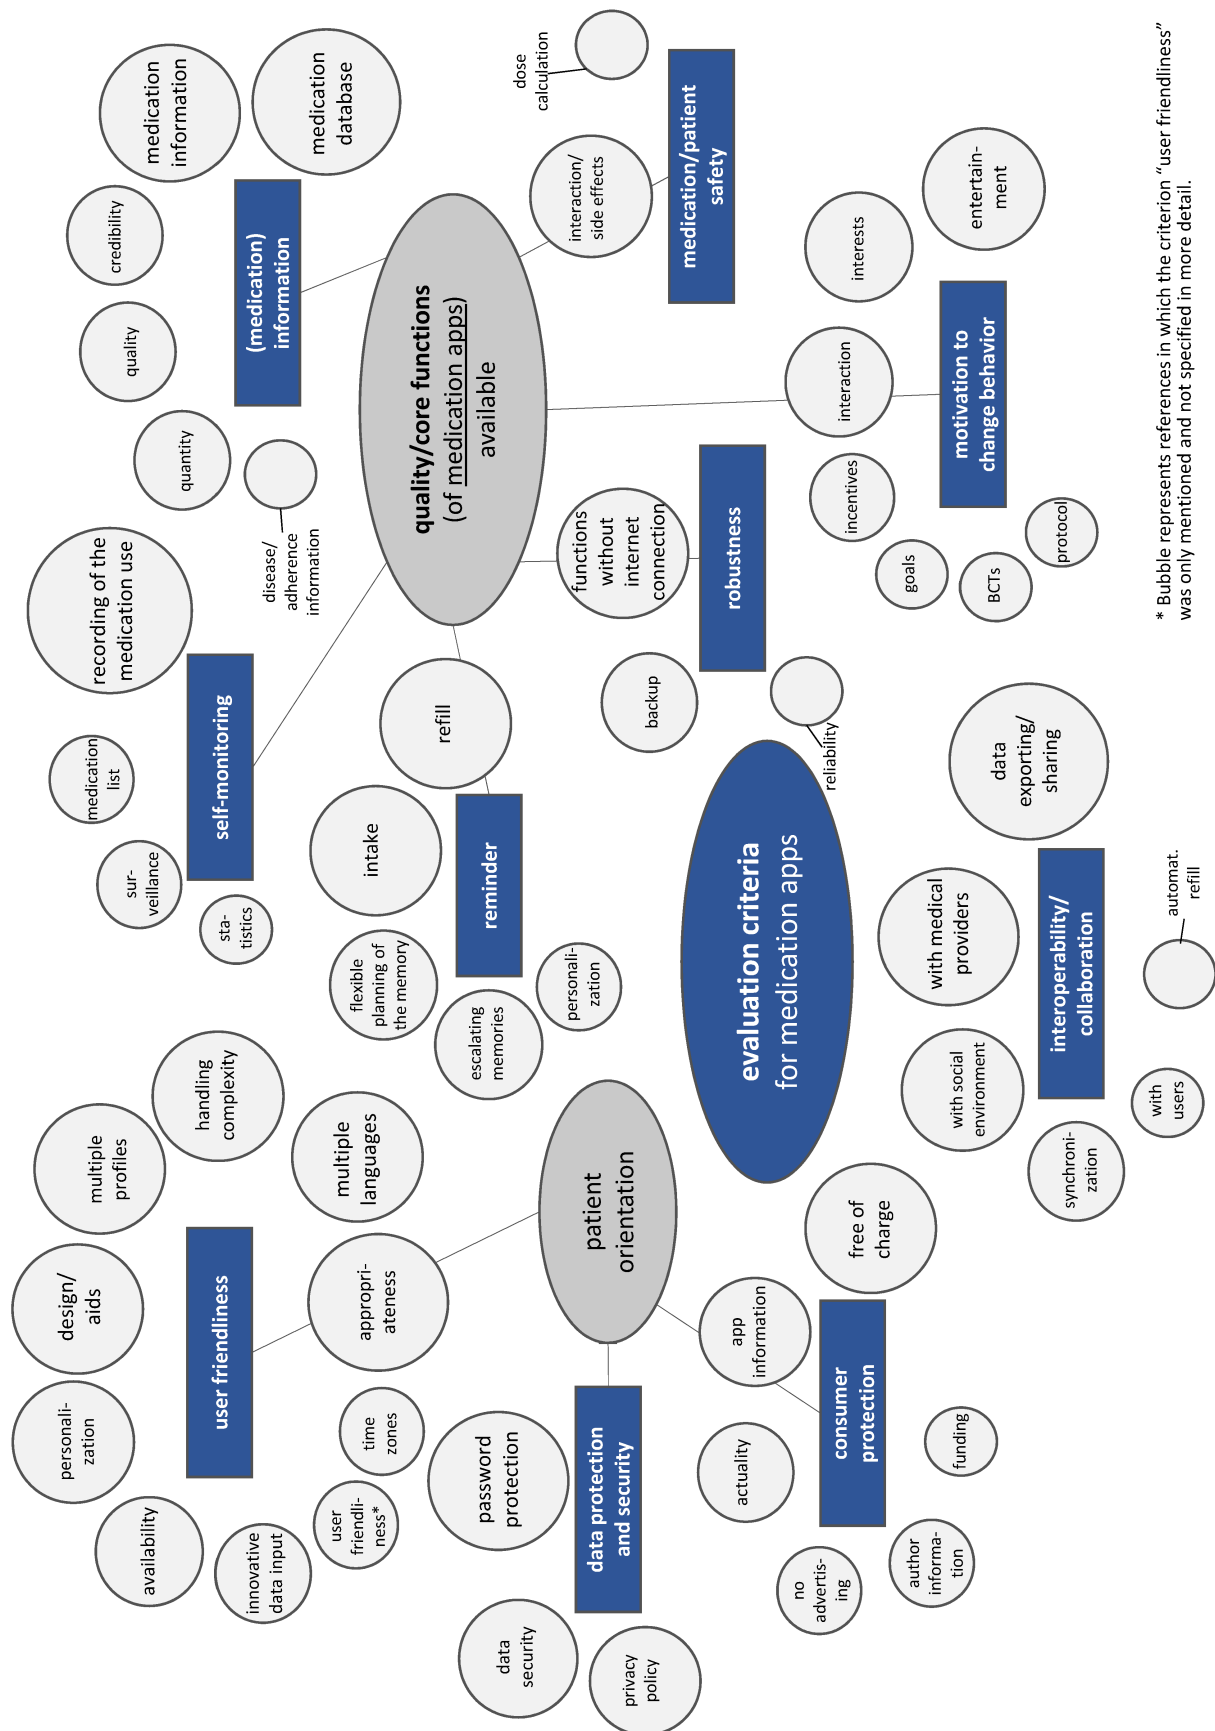 personali-
zation
design/
aids
multiple
profiles
handling
complexity
availability
user friendliness
multiple
languages
innovative
data input
appropri-
ateness
user
friendli-
ness*
time
zones
password
protection
data
security
privacy
policy
data protection
and security
patient
orientation
actuality
app
information
free of
charge
no
advertis-
ing
consumer
protection
author
informa-
tion
funding
recording of the
medication use
medication
list
sur-
veillance
sta-
tistics
self-monitoring
flexible
planning of
the memory
intake
refill
escalating
memories
reminder
personali-
zation
evaluation criteria
for medication apps
with social
environment
with medical
providers
data
exporting/
sharing
synchroni-
zation
interoperability/
collaboration
with
users
automat.
refill
quantity
quality
credibility
medication
information
medication
database
disease/
adherence
information
(medication)
information
quality/core functions
(of medication apps)
available
dose
calculation
interaction/
side effects
medication/patient
safety
functions
without
internet
connection
backup
robustness
reliability
incentives
interaction
interests
entertain-
ment
goals
BCTs
protocol
motivation to
change behavior
* Bubble represents references in which the criterion “user friendliness”
was only mentioned and not specified in more detail.